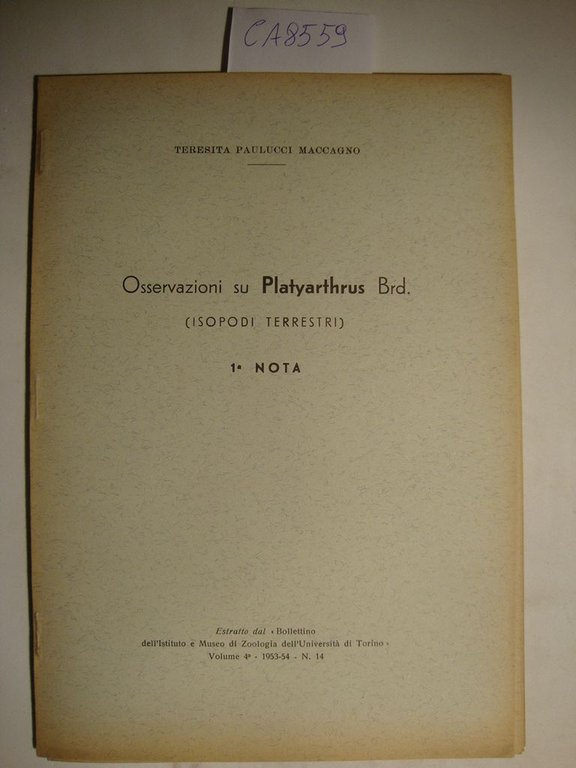 CA8559
TERESITA PAULUCCI MACCAGNO
Osservazioni su Platyarthrus Brd.
(ISOPODI TERRESTRI)
1ª NOTA
Estratto dal « Bollettino
dell'Istituto e Museo di Zoologia dell'Università di Torino »
Volume 4º - 1953-54 - N. 14